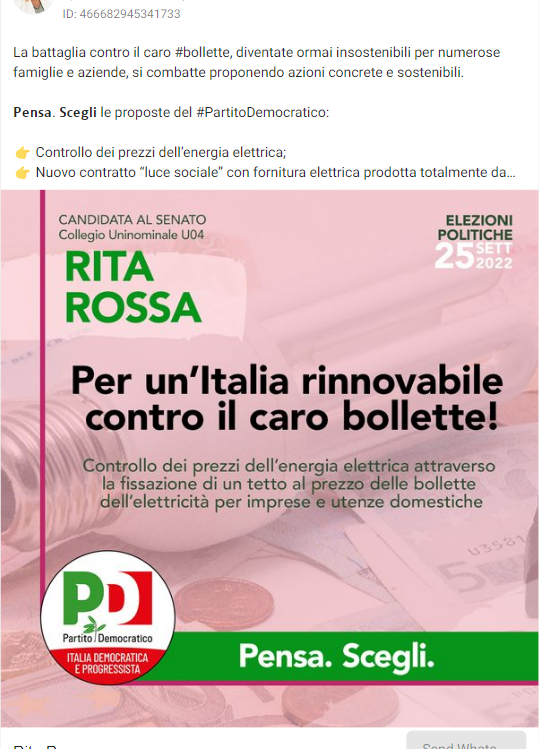 ID: 466682945341733
La battaglia contro il caro #bollette, diventate ormai insostenibili per numerose
famiglie e aziende, si combatte proponendo azioni concrete e sostenibili.
Pensa. Scegli le proposte del #PartitoDemocratico:
👉 Controllo dei prezzi dell'energia elettrica;
👉 Nuovo contratto "luce sociale" con fornitura elettrica prodotta totalmente da...
CANDIDATA AL SENATO
Collegio Uninominale U04
RITA
ROSSA
ELEZIONI
POLITICHE
25 SETT
2022
Per un'Italia rinnovabile
contro il caro bollette!
Controllo dei prezzi dell'energia elettrica attraverso
la fissazione di un tetto al prezzo delle bollette
dell'elettricità per imprese e utenze domestiche
U3581
5
PD
Partito Democratico
ITALIA DEMOCRATICA
E PROGRESSISTA
Pensa. Scegli.